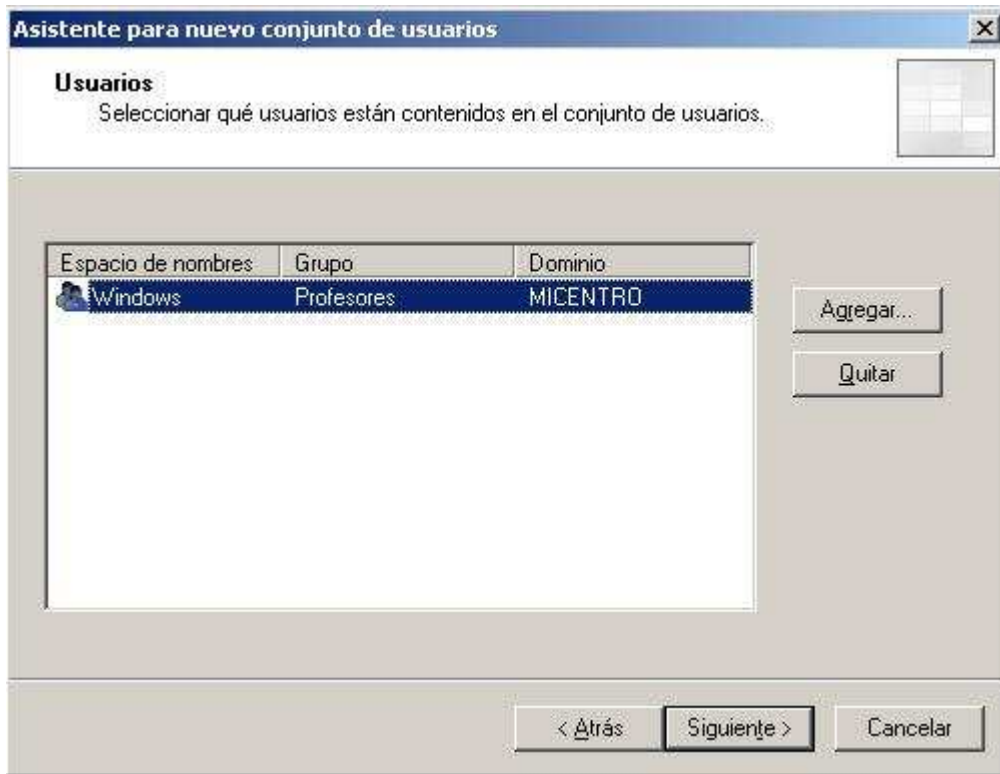 Asistente para nuevo conjunto de usuarios
Usuarios
Seleccionar qué usuarios están contenidos en el conjunto de usuarios.
Espacio de nombres Grupo Dominio
Windows Profesores MICENTRO
Agregar...
Quitar
< Atrás Siguiente > Cancelar